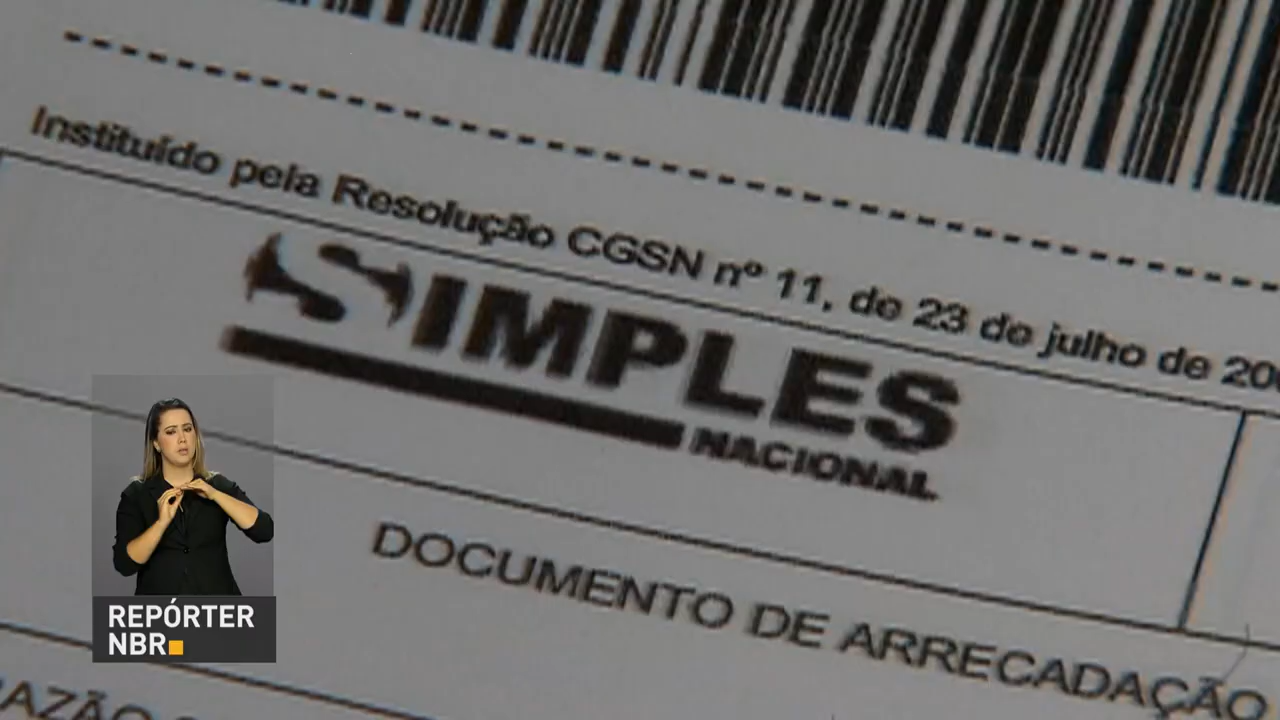 Instituído pela Resolução CGSN nº 11, de 23 de julho de
SIMPLES
NACIONAL
DOCUMENTO DE ARRECADAÇÃO
REPÓRTER
NBR